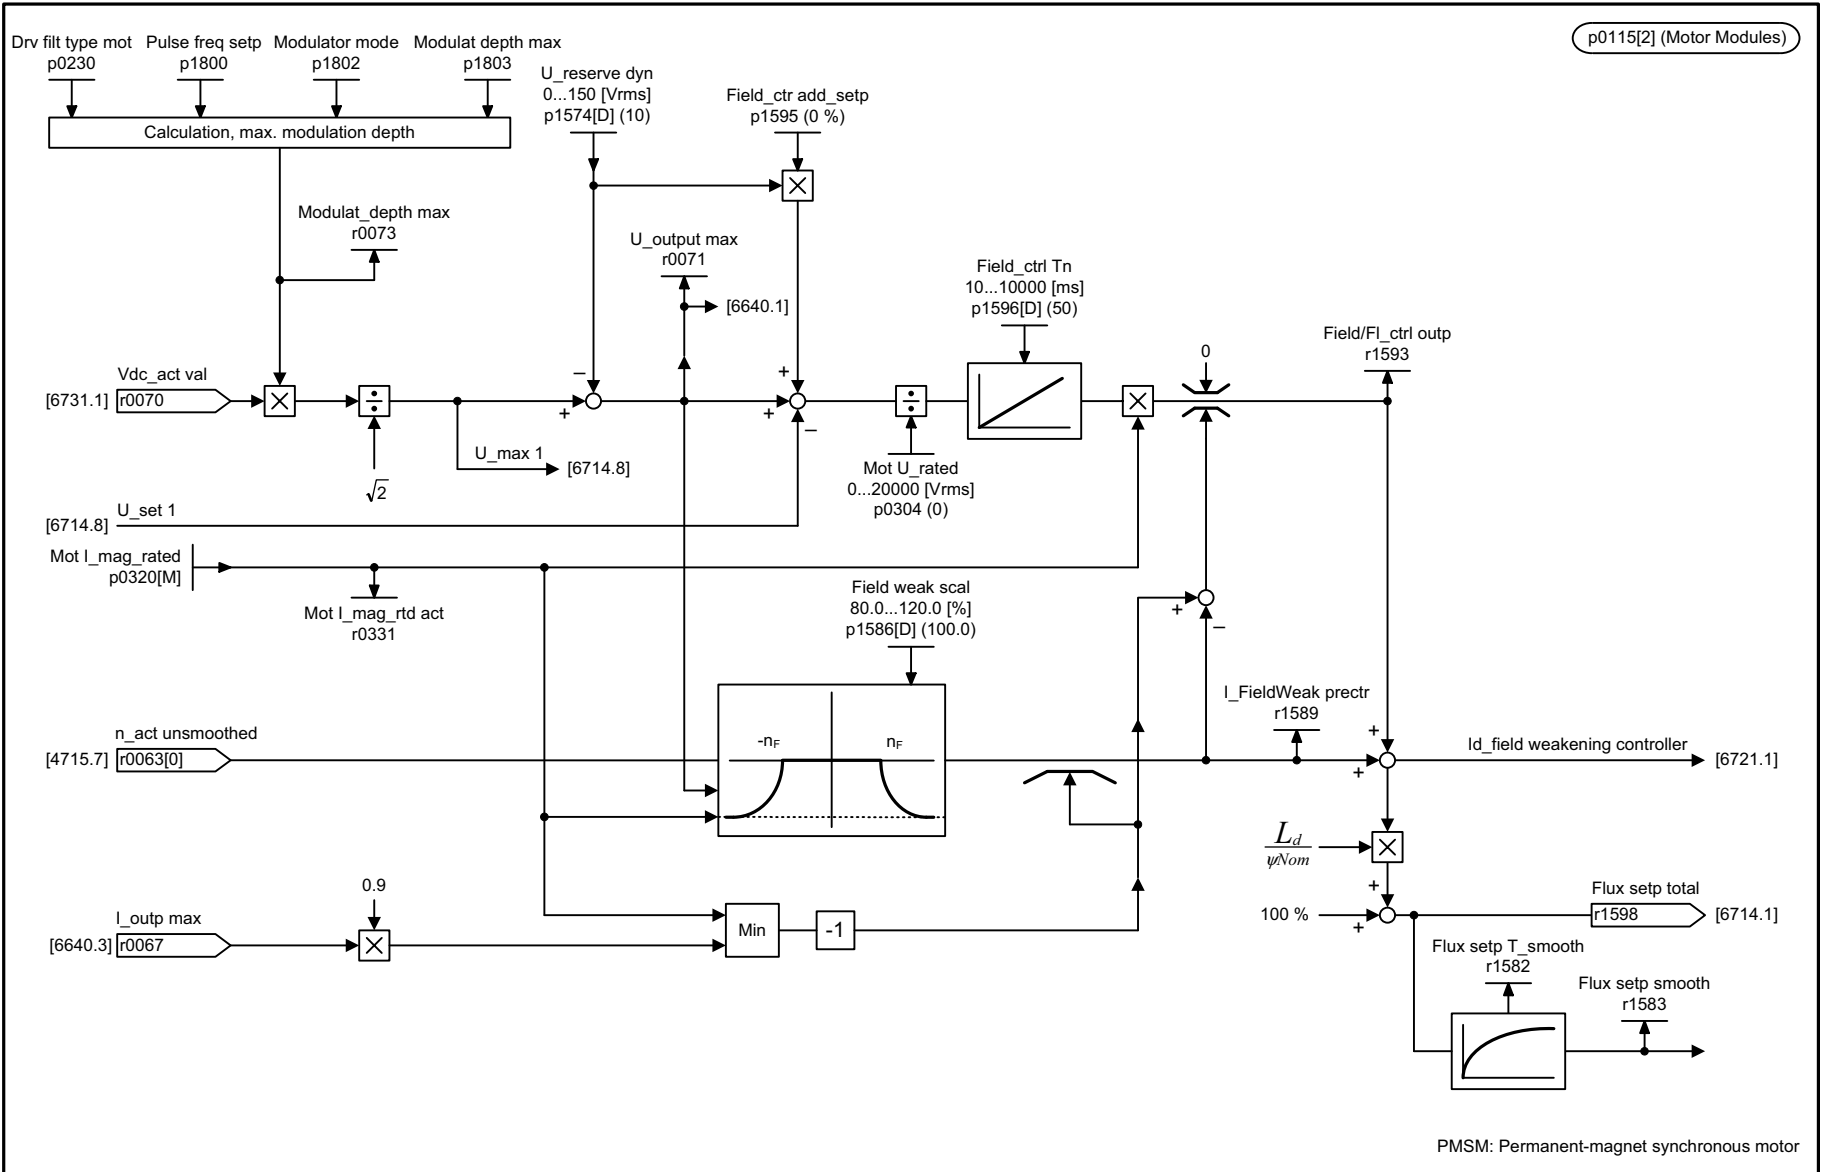 p0115[2] (Motor Modules)
Drv filt type mot
p0230
Pulse freq setp
p1800
Modulator mode
p1802
Modulat depth max
p1803
Calculation, max. modulation depth
U_reserve dyn
0...150 [Vrms]
p1574[D] (10)
Field_ctr add_setp
p1595 (0 %)
×
Modulat_depth max
r0073
U_output max
r0071
[6640.1]
Field_ctrl Tn
10...10000 [ms]
p1596[D] (50)
0
Field/Fl_ctrl outp
r1593
Vdc_act val
[6731.1]
r0070
×
÷
–
+
+
+
–
÷
×
√2
U_max 1
[6714.8]
Mot U_rated
0...20000 [Vrms]
p0304 (0)
U_set 1
[6714.8]
Mot I_mag_rated
p0320[M]
Mot I_mag_rtd act
r0331
Field weak scal
80.0...120.0 [%]
p1586[D] (100.0)
+
–
I_FieldWeak prectr
r1589
n_act unsmoothed
[4715.7]
r0063[0]
-nF
nF
+
+
Id_field weakening controller
[6721.1]
Ld
ψNom
×
0.9
I_outp max
[6640.3]
r0067
×
Min
-1
100 %
+
+
Flux setp total
r1598
[6714.1]
Flux setp T_smooth
r1582
Flux setp smooth
r1583
PMSM: Permanent-magnet synchronous motor